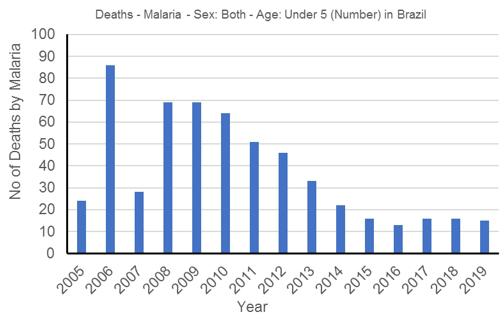 Deaths - Malaria - Sex: Both - Age: Under 5 (Number) in Brazil
No of Deaths by Malaria
100
90
80
70
60
50
40
30
20
10
0
2005 2006 2007 2008 2009 2010 2011 2012 2013 2014 2015 2016 2017 2018 2019
Year